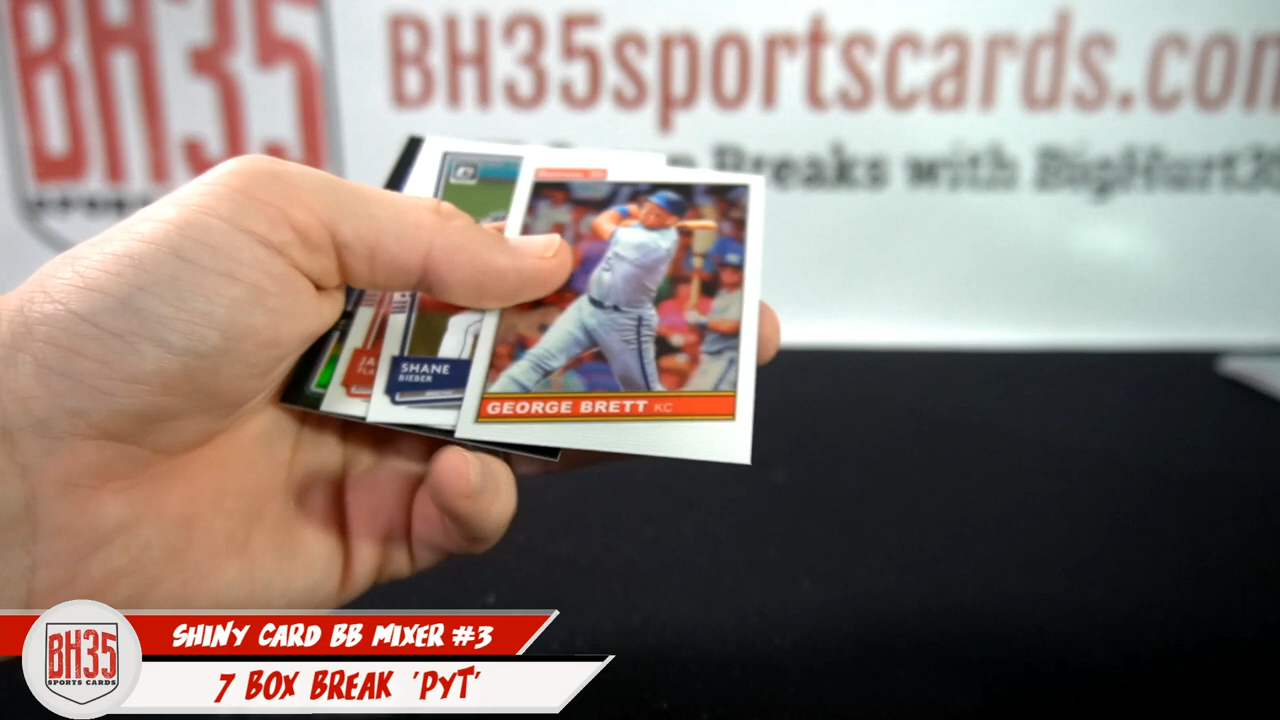 BH35
BH35sportscards.com
Breaks with BigHurt35
SHANE
BIEBER
GEORGE BRETT KC
SHINY CARD BB MIXER #3
7 BOX BREAK 'PYT'
BH35
SPORTS CARDS